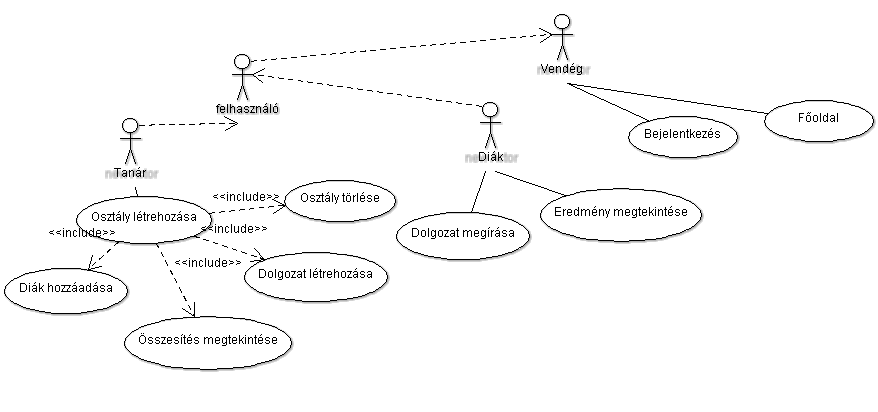 Vendég
felhasználó
Főoldal
Bejelentkezés
Tanár
Diák
<<include>>
Osztály törlése
Osztály létrehozása
Eredmény megtekintése
<<include>>
<<include>>
Dolgozat megírása
<<include>>
Dolgozat létrehozása
Diák hozzáadása
Összesítés megtekintése